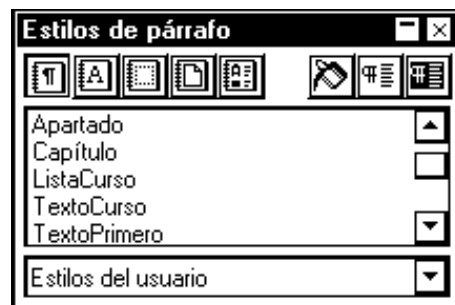 Estilos de párrafo
Apartado
Capítulo
ListaCurso
TextoCurso
TextoPrimero
Estilos del usuario